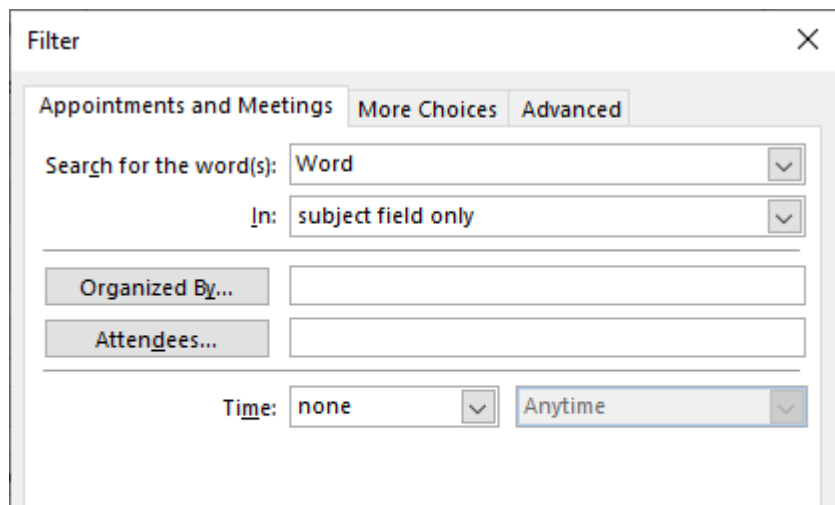 Filter
Appointments and Meetings More Choices Advanced
Search for the word(s): Word
In: subject field only
Organized By...
Attendees...
Time: none Anytime